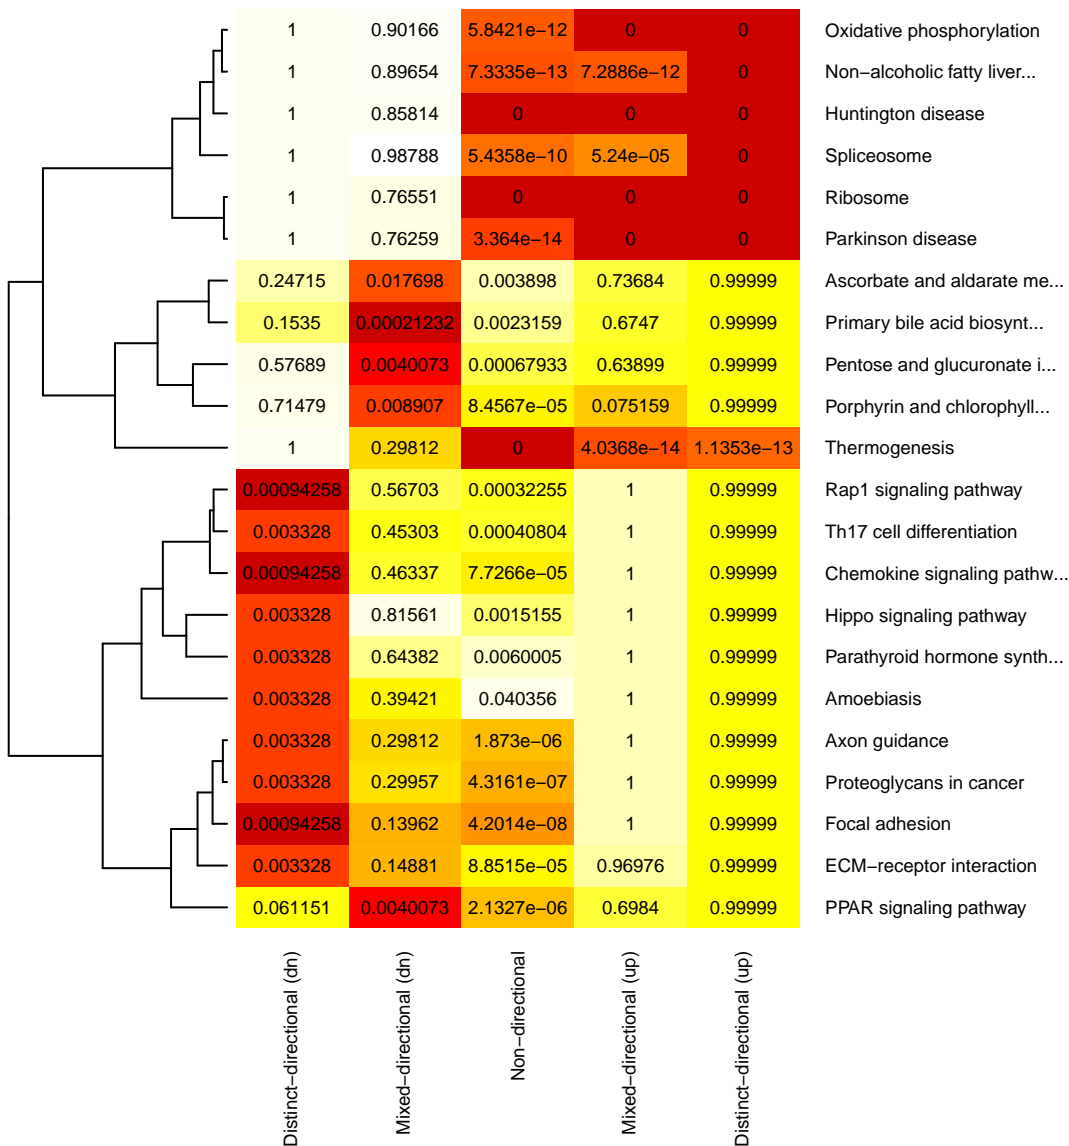 1 0.90166 5.8421e−12 0 0 Oxidative phosphorylation
1 0.89654 7.3335e−13 7.2886e−12 0 Non−alcoholic fatty liver...
1 0.85814 0 0 0 Huntington disease
1 0.98788 5.4358e−10 5.24e−05 0 Spliceosome
1 0.76551 0 0 0 Ribosome
1 0.76259 3.364e−14 0 0 Parkinson disease
0.24715 0.017698 0.003898 0.73684 0.99999 Ascorbate and aldarate me...
0.1535 0.00021232 0.0023159 0.6747 0.99999 Primary bile acid biosynt...
0.57689 0.0040073 0.00067933 0.63899 0.99999 Pentose and glucuronate i...
0.71479 0.008907 8.4567e−05 0.075159 0.99999 Porphyrin and chlorophyll...
1 0.29812 0 4.0368e−14 1.1353e−13 Thermogenesis
0.00094258 0.56703 0.00032255 1 0.99999 Rap1 signaling pathway
0.003328 0.45303 0.00040804 1 0.99999 Th17 cell differentiation
0.00094258 0.46337 7.7266e−05 1 0.99999 Chemokine signaling pathw...
0.003328 0.81561 0.0015155 1 0.99999 Hippo signaling pathway
0.003328 0.64382 0.0060005 1 0.99999 Parathyroid hormone synth...
0.003328 0.39421 0.040356 1 0.99999 Amoebiasis
0.003328 0.29812 1.873e−06 1 0.99999 Axon guidance
0.003328 0.29957 4.3161e−07 1 0.99999 Proteoglycans in cancer
0.00094258 0.13962 4.2014e−08 1 0.99999 Focal adhesion
0.003328 0.14881 8.8515e−05 0.96976 0.99999 ECM−receptor interaction
0.061151 0.0040073 2.1327e−06 0.6984 0.99999 PPAR signaling pathway
Distinct−directional (dn)
Mixed−directional (dn)
Non−directional
Mixed−directional (up)
Distinct−directional (up)